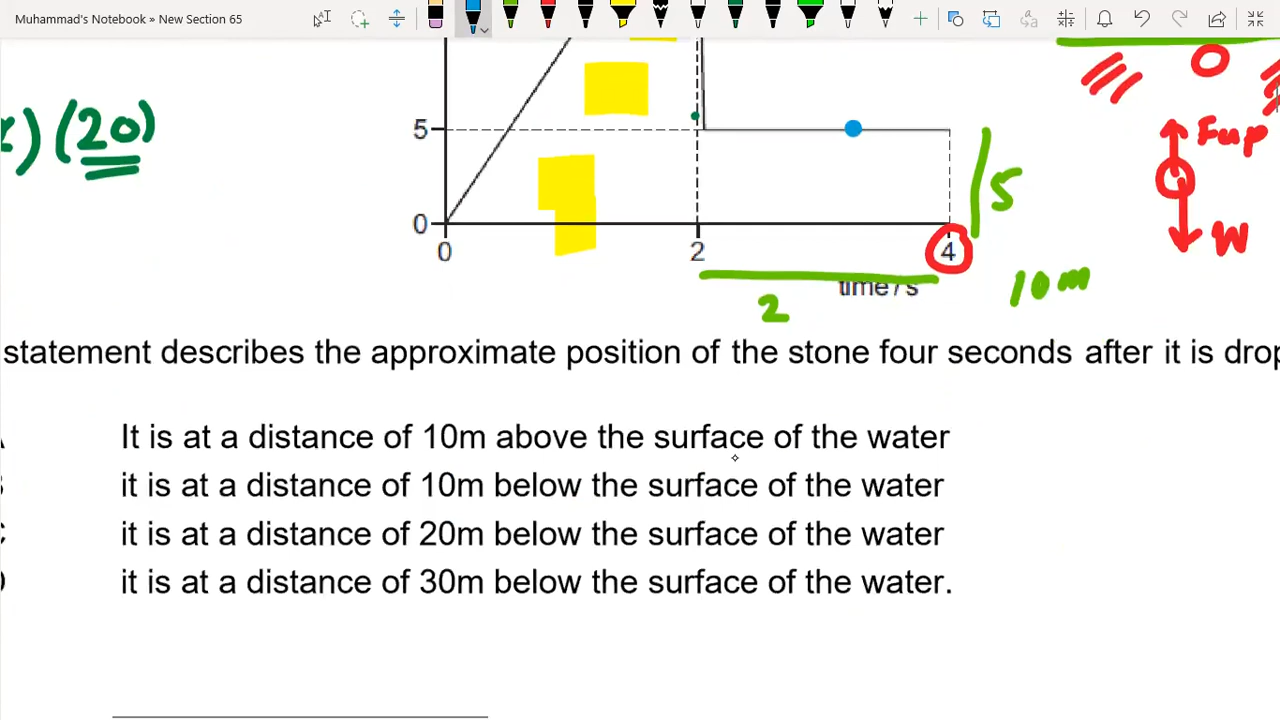 Muhammad's Notebook » New Section 65
(20)
5
0
0
2
4
time / s
2
5
10m
Fup
W
statement describes the approximate position of the stone four seconds after it is drop
It is at a distance of 10m above the surface of the water
it is at a distance of 10m below the surface of the water
it is at a distance of 20m below the surface of the water
it is at a distance of 30m below the surface of the water.